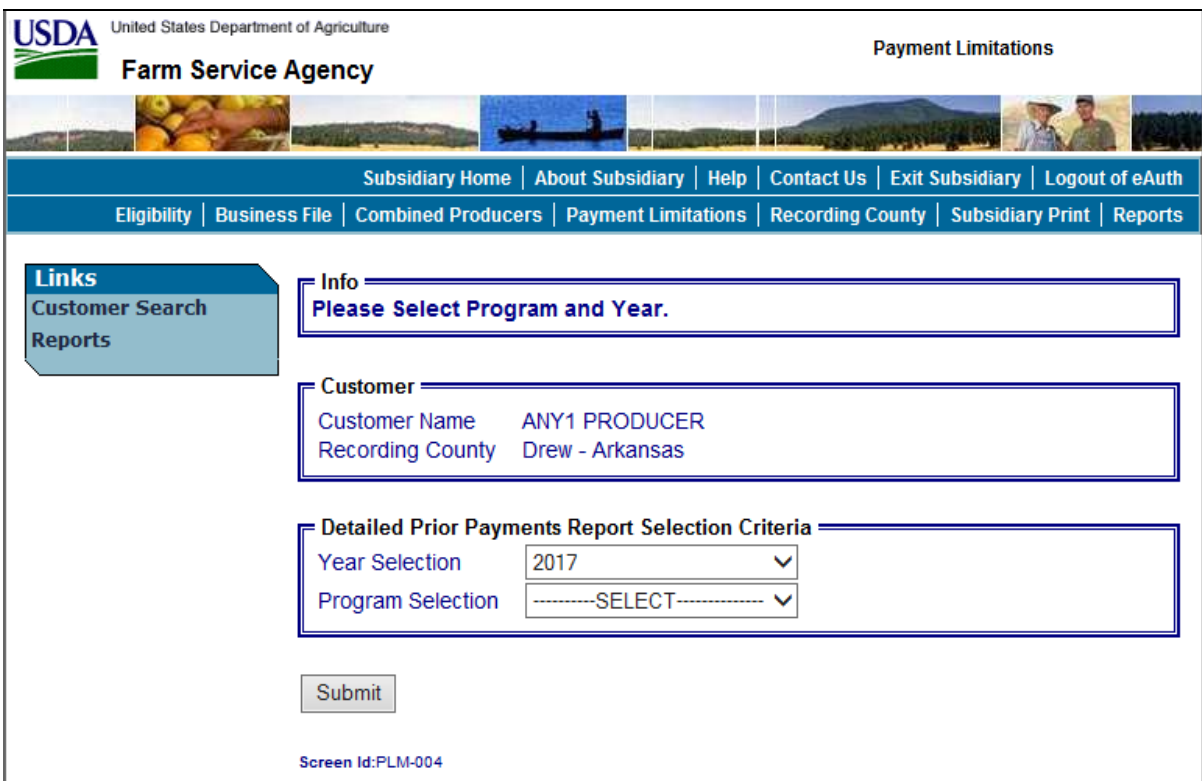 USDA
United States Department of Agriculture
Farm Service Agency
Payment Limitations
Subsidiary Home | About Subsidiary | Help | Contact Us | Exit Subsidiary | Logout of eAuth
Eligibility | Business File | Combined Producers | Payment Limitations | Recording County | Subsidiary Print | Reports
Links
Customer Search
Reports
Info
Please Select Program and Year.
Customer
Customer Name ANY1 PRODUCER
Recording County Drew - Arkansas
Detailed Prior Payments Report Selection Criteria
Year Selection 2017
Program Selection ----------SELECT--------------
Submit
Screen Id:PLM-004